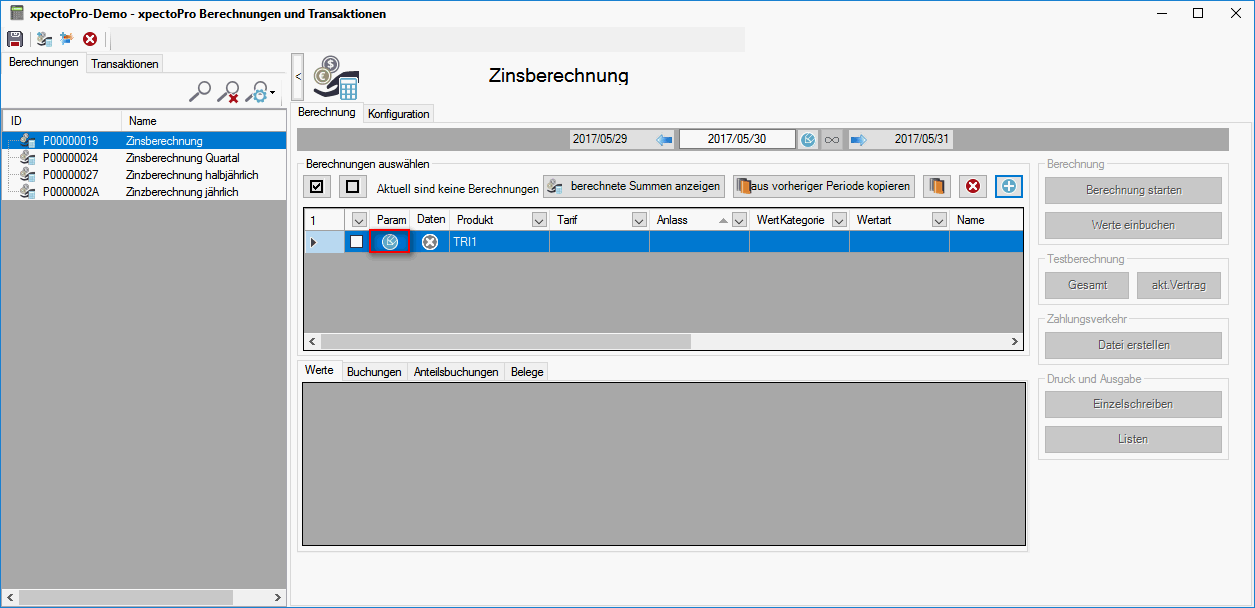 xpectoPro-Demo - xpectoPro Berechnungen und Transaktionen
Berechnungen Transaktionen
ID Name
P00000019 Zinsberechnung
P00000024 Zinsberechnung Quartal
P00000027 Zinsberechnung halbjährlich
P0000002A Zinzberechnung jährlich
<
Zinsberechnung
Berechnung Konfiguration
2017/05/29 2017/05/30 2017/05/31
Berechnungen auswählen
Aktuell sind keine Berechnungen berechnete Summen anzeigen aus vorheriger Periode kopieren
1 Param Daten Produkt Tarif Anlass WertKategorie Wertart Name
TRI1
Werte Buchungen Anteilsbuchungen Belege
Berechnung
Berechnung starten
Werte einbuchen
Testberechnung
Gesamt akt.Vertrag
Zahlungsverkehr
Datei erstellen
Druck und Ausgabe
Einzelschreiben
Listen